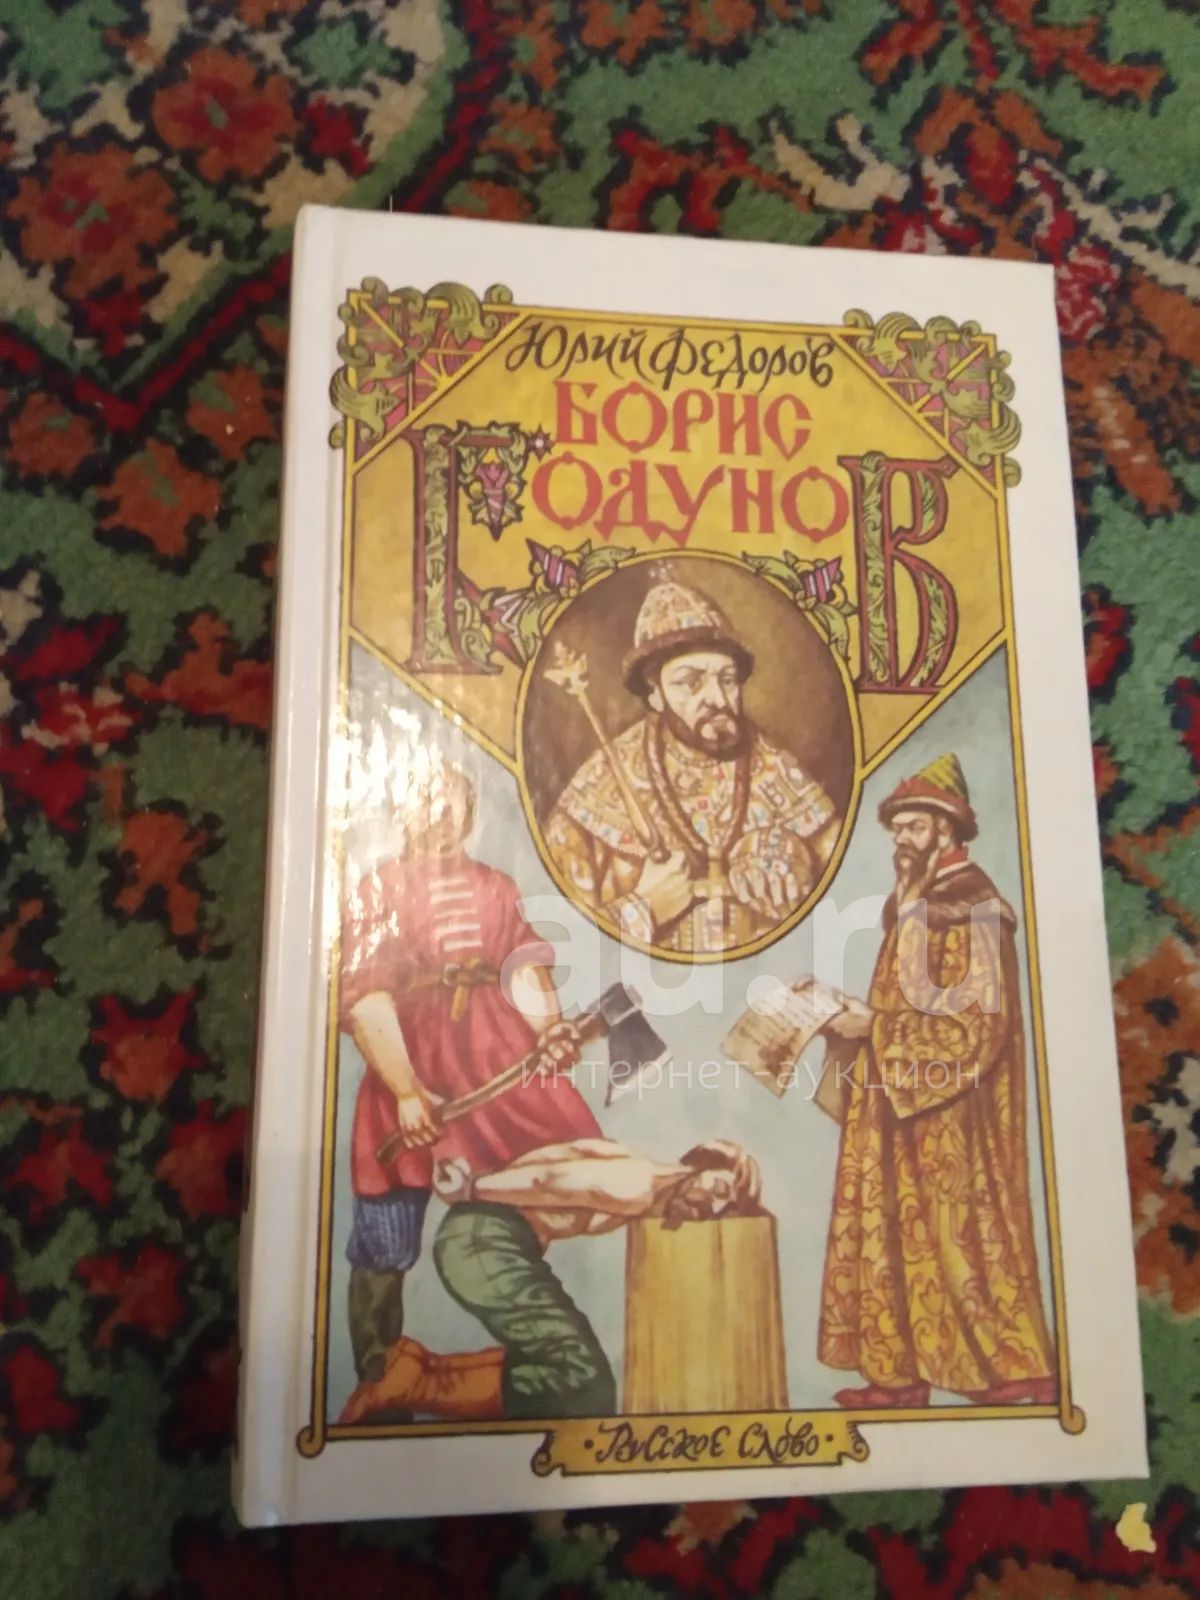 Юрий Федоров
БОРИС
ГОДУНОВ
au.ru
интернет-аукцион
·Русское слово·